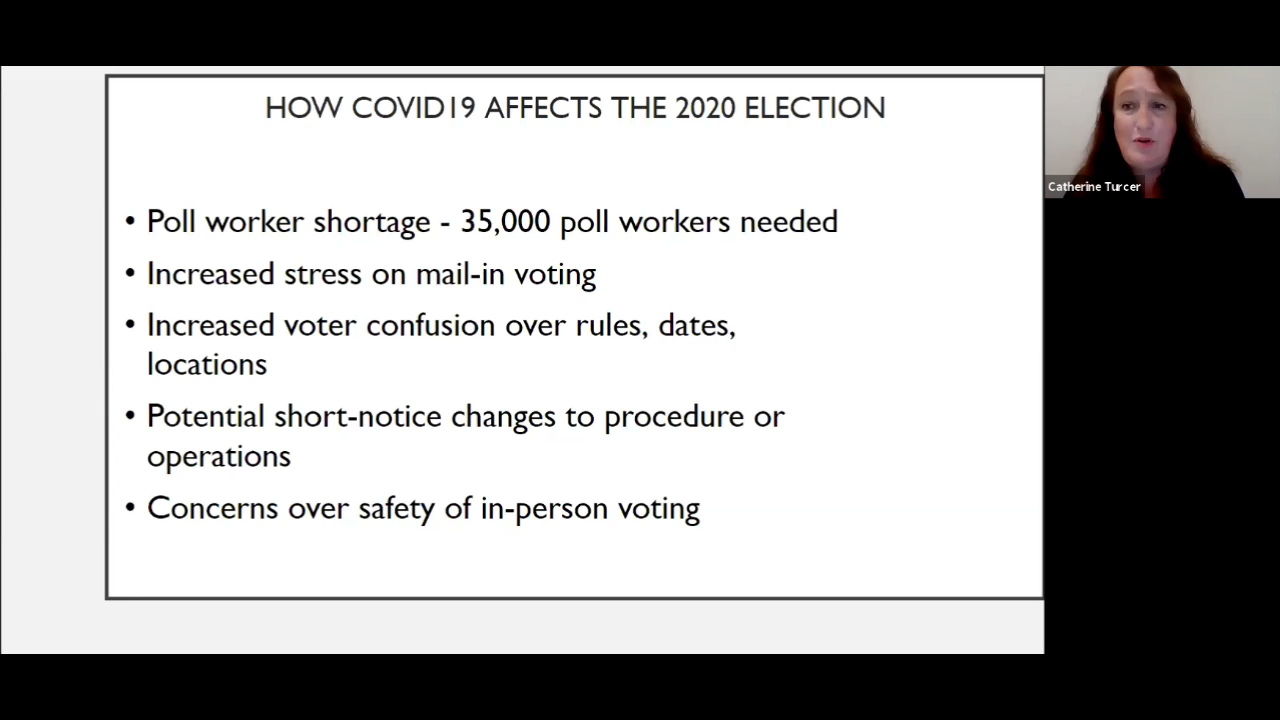 HOW COVID19 AFFECTS THE 2020 ELECTION
• Poll worker shortage - 35,000 poll workers needed
• Increased stress on mail-in voting
• Increased voter confusion over rules, dates,
locations
• Potential short-notice changes to procedure or
operations
• Concerns over safety of in-person voting
Catherine Turcer